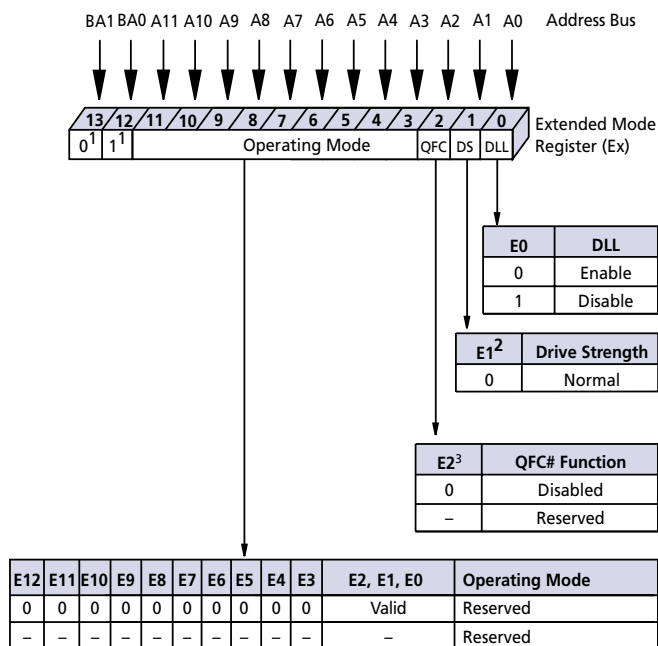 BA1 BA0 A11 A10 A9 A8 A7 A6 A5 A4 A3 A2 A1 A0 Address Bus
13 12 11 10 9 8 7 6 5 4 3 2 1 0
Extended Mode
Register (Ex)
0¹ 1¹ Operating Mode QFC DS DLL
E0 DLL
0 Enable
1 Disable
E1² Drive Strength
0 Normal
E2³ QFC# Function
0 Disabled
– Reserved
E12 E11 E10 E9 E8 E7 E6 E5 E4 E3 E2, E1, E0 Operating Mode
0 0 0 0 0 0 0 0 0 0 Valid Reserved
– – – – – – – – – – – Reserved